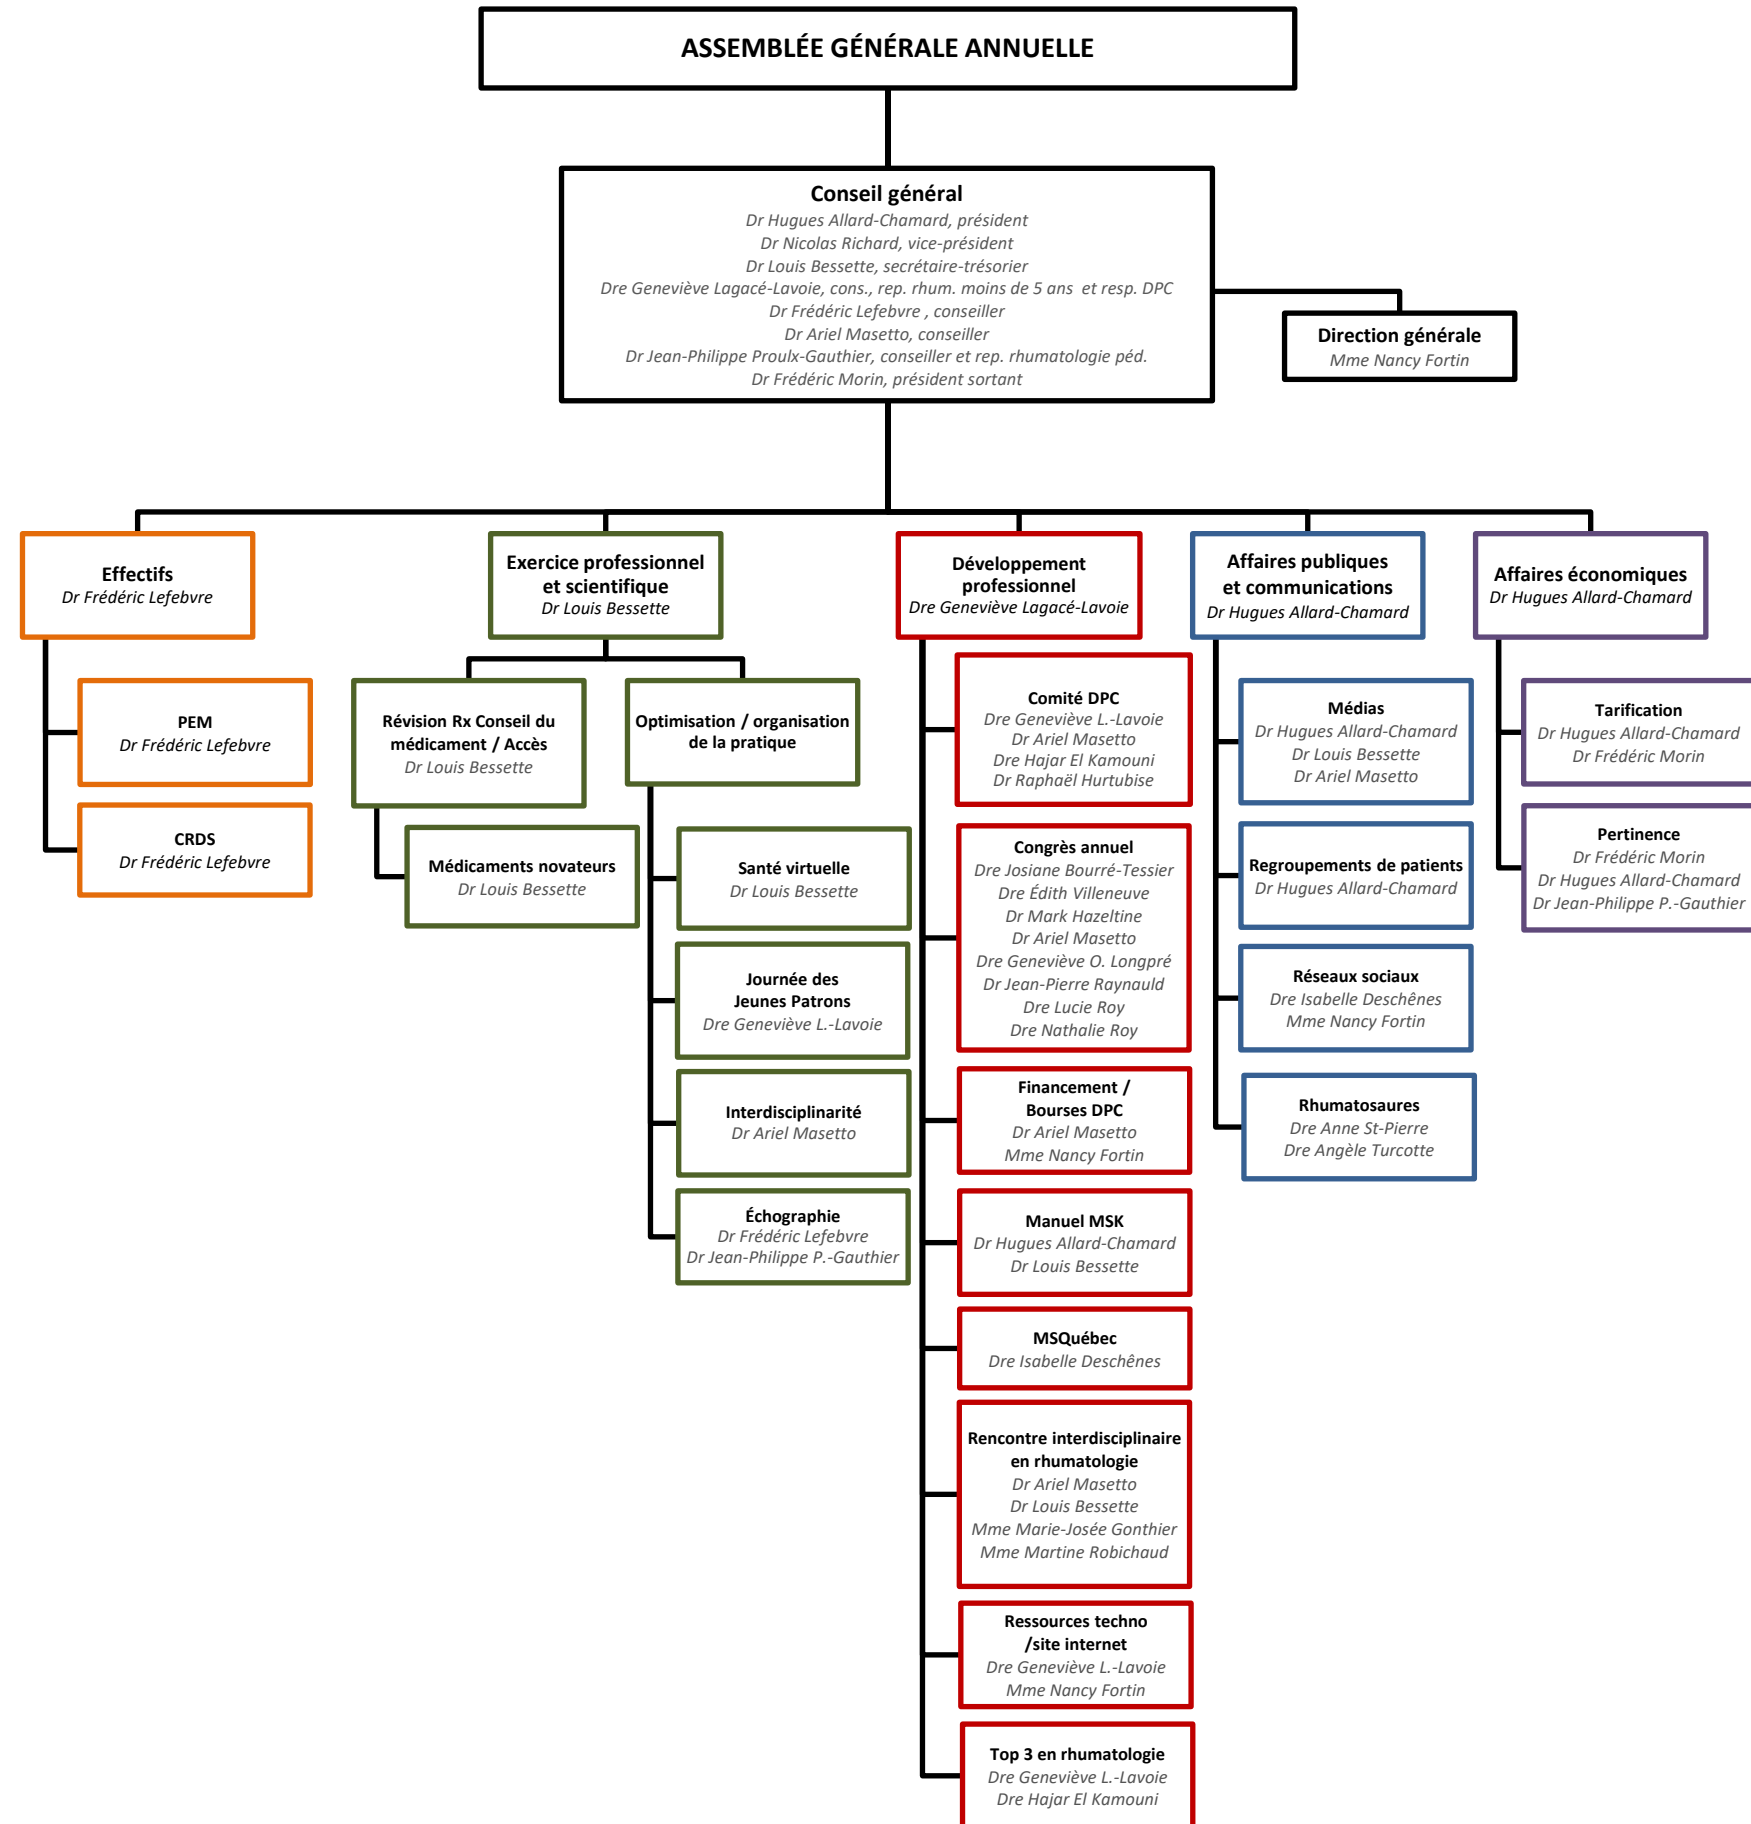 ASSEMBLÉE GÉNÉRALE ANNUELLE
Conseil général
Dr Hugues Allard-Chamard, président
Dr Nicolas Richard, vice-président
Dr Louis Bessette, secrétaire-trésorier
Dre Geneviève Lagacé-Lavoie, cons., rep. rhum. moins de 5 ans et resp. DPC
Dr Frédéric Lefebvre , conseiller
Dr Ariel Masetto, conseiller
Dr Jean-Philippe Proulx-Gauthier, conseiller et rep. rhumatologie péd.
Dr Frédéric Morin, président sortant
Direction générale
Mme Nancy Fortin
Effectifs
Dr Frédéric Lefebvre
PEM
Dr Frédéric Lefebvre
CRDS
Dr Frédéric Lefebvre
Exercice professionnel
et scientifique
Dr Louis Bessette
Révision Rx Conseil du
médicament / Accès
Dr Louis Bessette
Médicaments novateurs
Dr Louis Bessette
Optimisation / organisation
de la pratique
Santé virtuelle
Dr Louis Bessette
Journée des
Jeunes Patrons
Dre Geneviève L.-Lavoie
Interdisciplinarité
Dr Ariel Masetto
Échographie
Dr Frédéric Lefebvre
Dr Jean-Philippe P.-Gauthier
Développement
professionnel
Dre Geneviève Lagacé-Lavoie
Comité DPC
Dre Geneviève L.-Lavoie
Dr Ariel Masetto
Dre Hajar El Kamouni
Dr Raphaël Hurtubise
Congrès annuel
Dre Josiane Bourré-Tessier
Dre Édith Villeneuve
Dr Mark Hazeltine
Dr Ariel Masetto
Dre Geneviève O. Longpré
Dr Jean-Pierre Raynauld
Dre Lucie Roy
Dre Nathalie Roy
Financement /
Bourses DPC
Dr Ariel Masetto
Mme Nancy Fortin
Manuel MSK
Dr Hugues Allard-Chamard
Dr Louis Bessette
MSQuébec
Dre Isabelle Deschênes
Rencontre interdisciplinaire
en rhumatologie
Dr Ariel Masetto
Dr Louis Bessette
Mme Marie-Josée Gonthier
Mme Martine Robichaud
Ressources techno
/site internet
Dre Geneviève L.-Lavoie
Mme Nancy Fortin
Top 3 en rhumatologie
Dre Geneviève L.-Lavoie
Dre Hajar El Kamouni
Affaires publiques
et communications
Dr Hugues Allard-Chamard
Médias
Dr Hugues Allard-Chamard
Dr Louis Bessette
Dr Ariel Masetto
Regroupements de patients
Dr Hugues Allard-Chamard
Réseaux sociaux
Dre Isabelle Deschênes
Mme Nancy Fortin
Rhumatosaures
Dre Anne St-Pierre
Dre Angèle Turcotte
Affaires économiques
Dr Hugues Allard-Chamard
Tarification
Dr Hugues Allard-Chamard
Dr Frédéric Morin
Pertinence
Dr Frédéric Morin
Dr Hugues Allard-Chamard
Dr Jean-Philippe P.-Gauthier